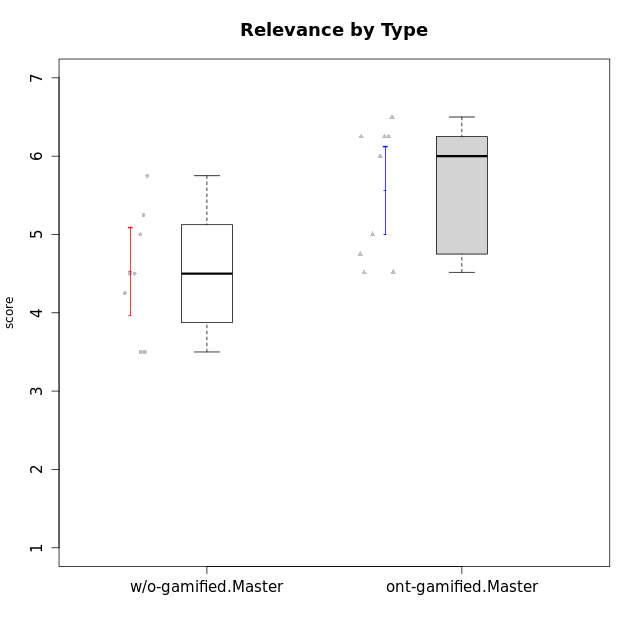 Relevance by Type
7
6
5
4
3
2
1
score
w/o-gamified.Master
ont-gamified.Master